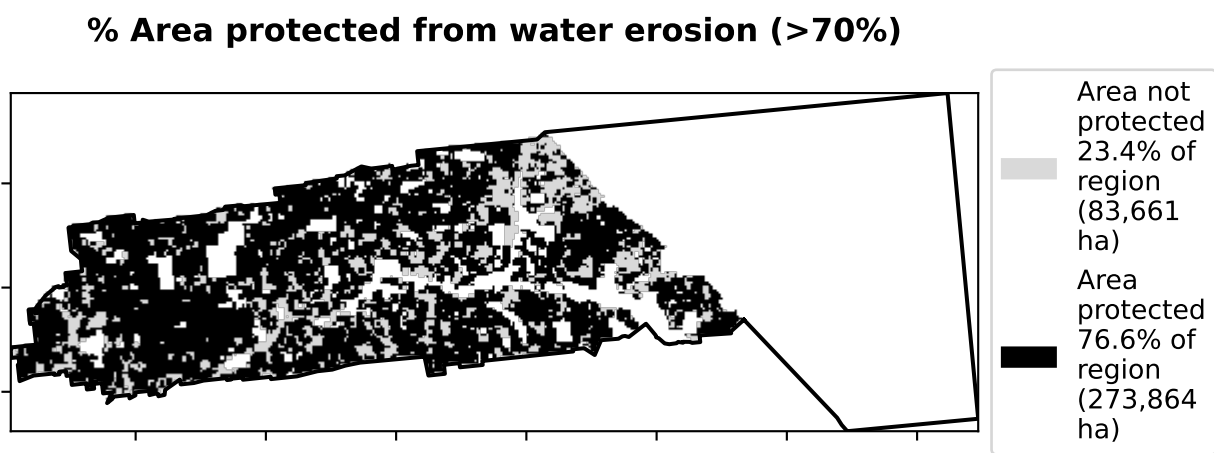 % Area protected from water erosion (>70%)
Area not
protected
23.4% of
region
(83,661
ha)
Area
protected
76.6% of
region
(273,864
ha)